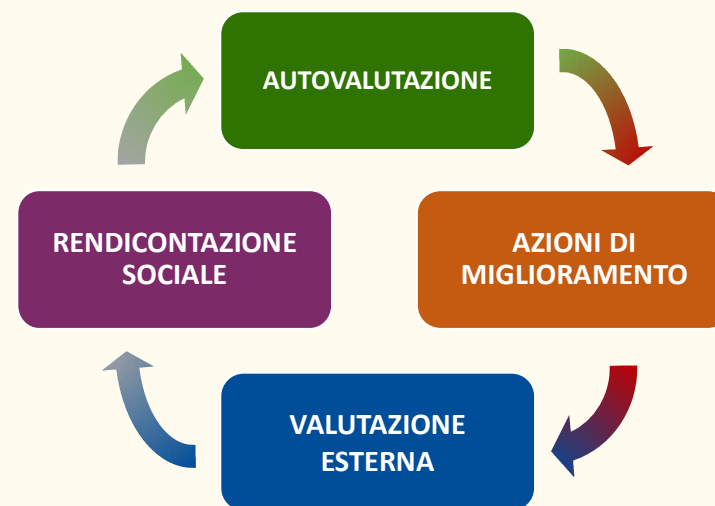 AUTOVALUTAZIONE
RENDICONTAZIONE
SOCIALE
AZIONI DI
MIGLIORAMENTO
VALUTAZIONE
ESTERNA